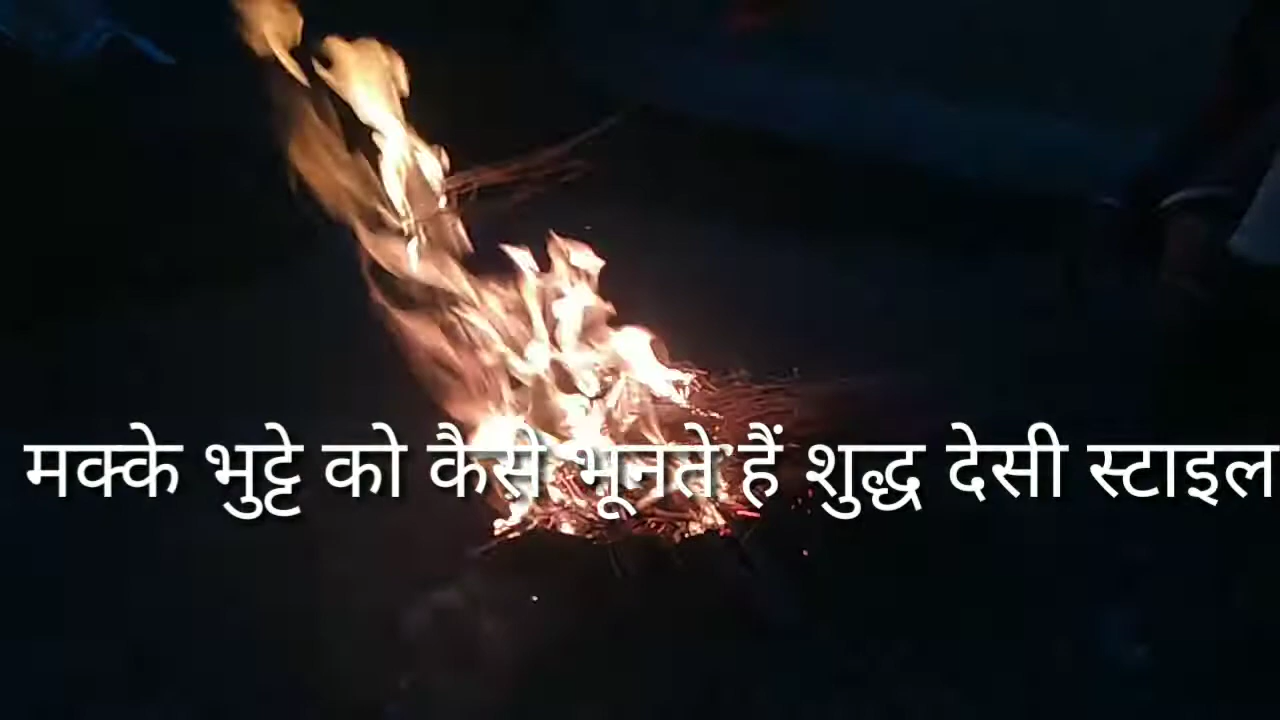 मक्के भुट्टे को कैसे भूनते हैं शुद्ध देसी स्टाइल